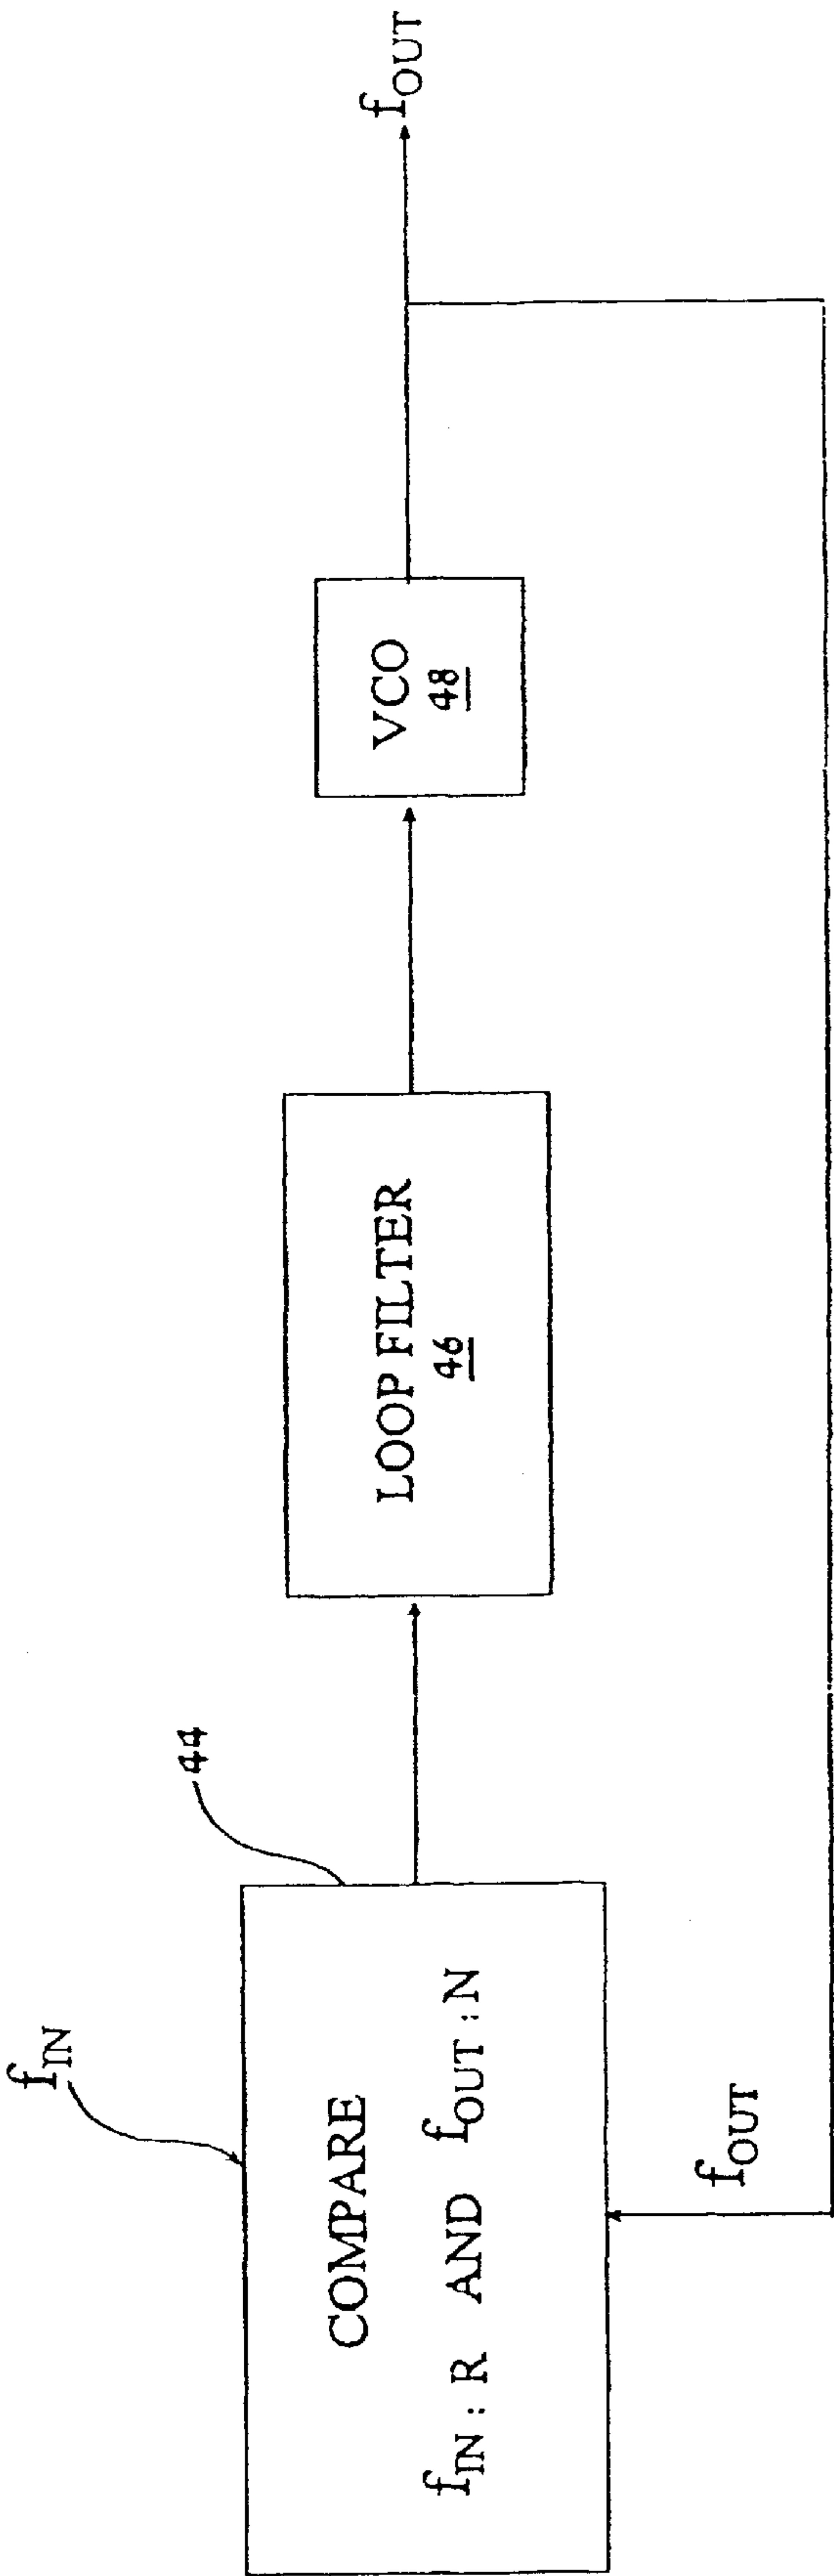 f_IN
44
COMPARE
f_IN : R AND f_OUT : N
f_OUT
LOOP FILTER
46
VCO
48
f_OUT